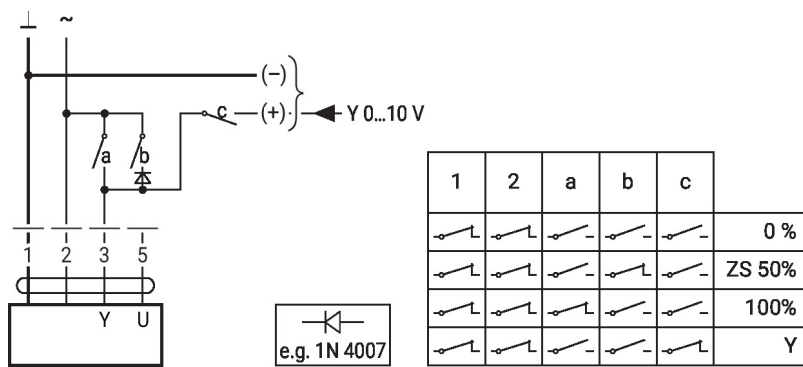 ⊥ ~
(–)
c (+) Y 0...10 V
a b
1 2 3 5
Y U
e.g. 1N 4007
1 2 a b c
0 %
ZS 50%
100%
Y